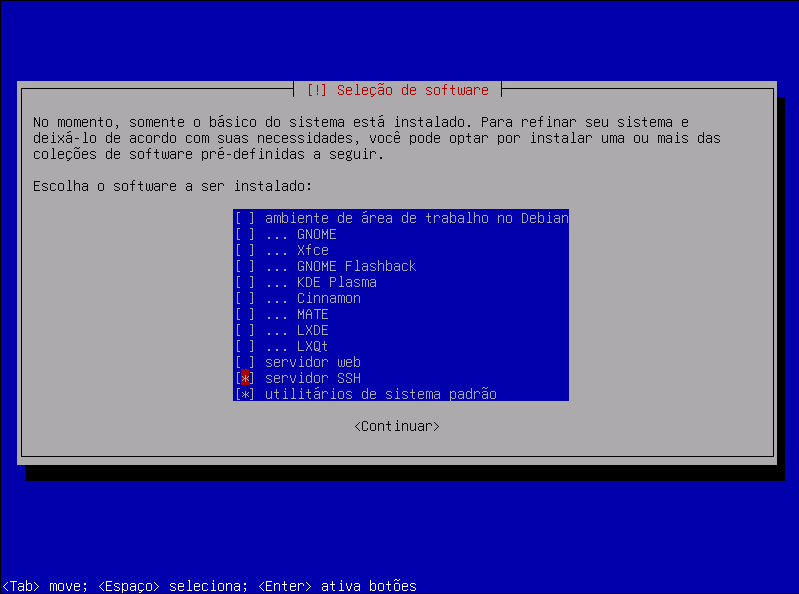 [!] Seleção de software
No momento, somente o básico do sistema está instalado. Para refinar seu sistema e
deixá-lo de acordo com suas necessidades, você pode optar por instalar uma ou mais das
coleções de software pré-definidas a seguir.
Escolha o software a ser instalado:
[ ] ambiente de área de trabalho no Debian
[ ] ... GNOME
[ ] ... Xfce
[ ] ... GNOME Flashback
[ ] ... KDE Plasma
[ ] ... Cinnamon
[ ] ... MATE
[ ] ... LXDE
[ ] ... LXQt
[ ] servidor web
[*] servidor SSH
[*] utilitários de sistema padrão
<Continuar>
<Tab> move; <Espaço> seleciona; <Enter> ativa botões